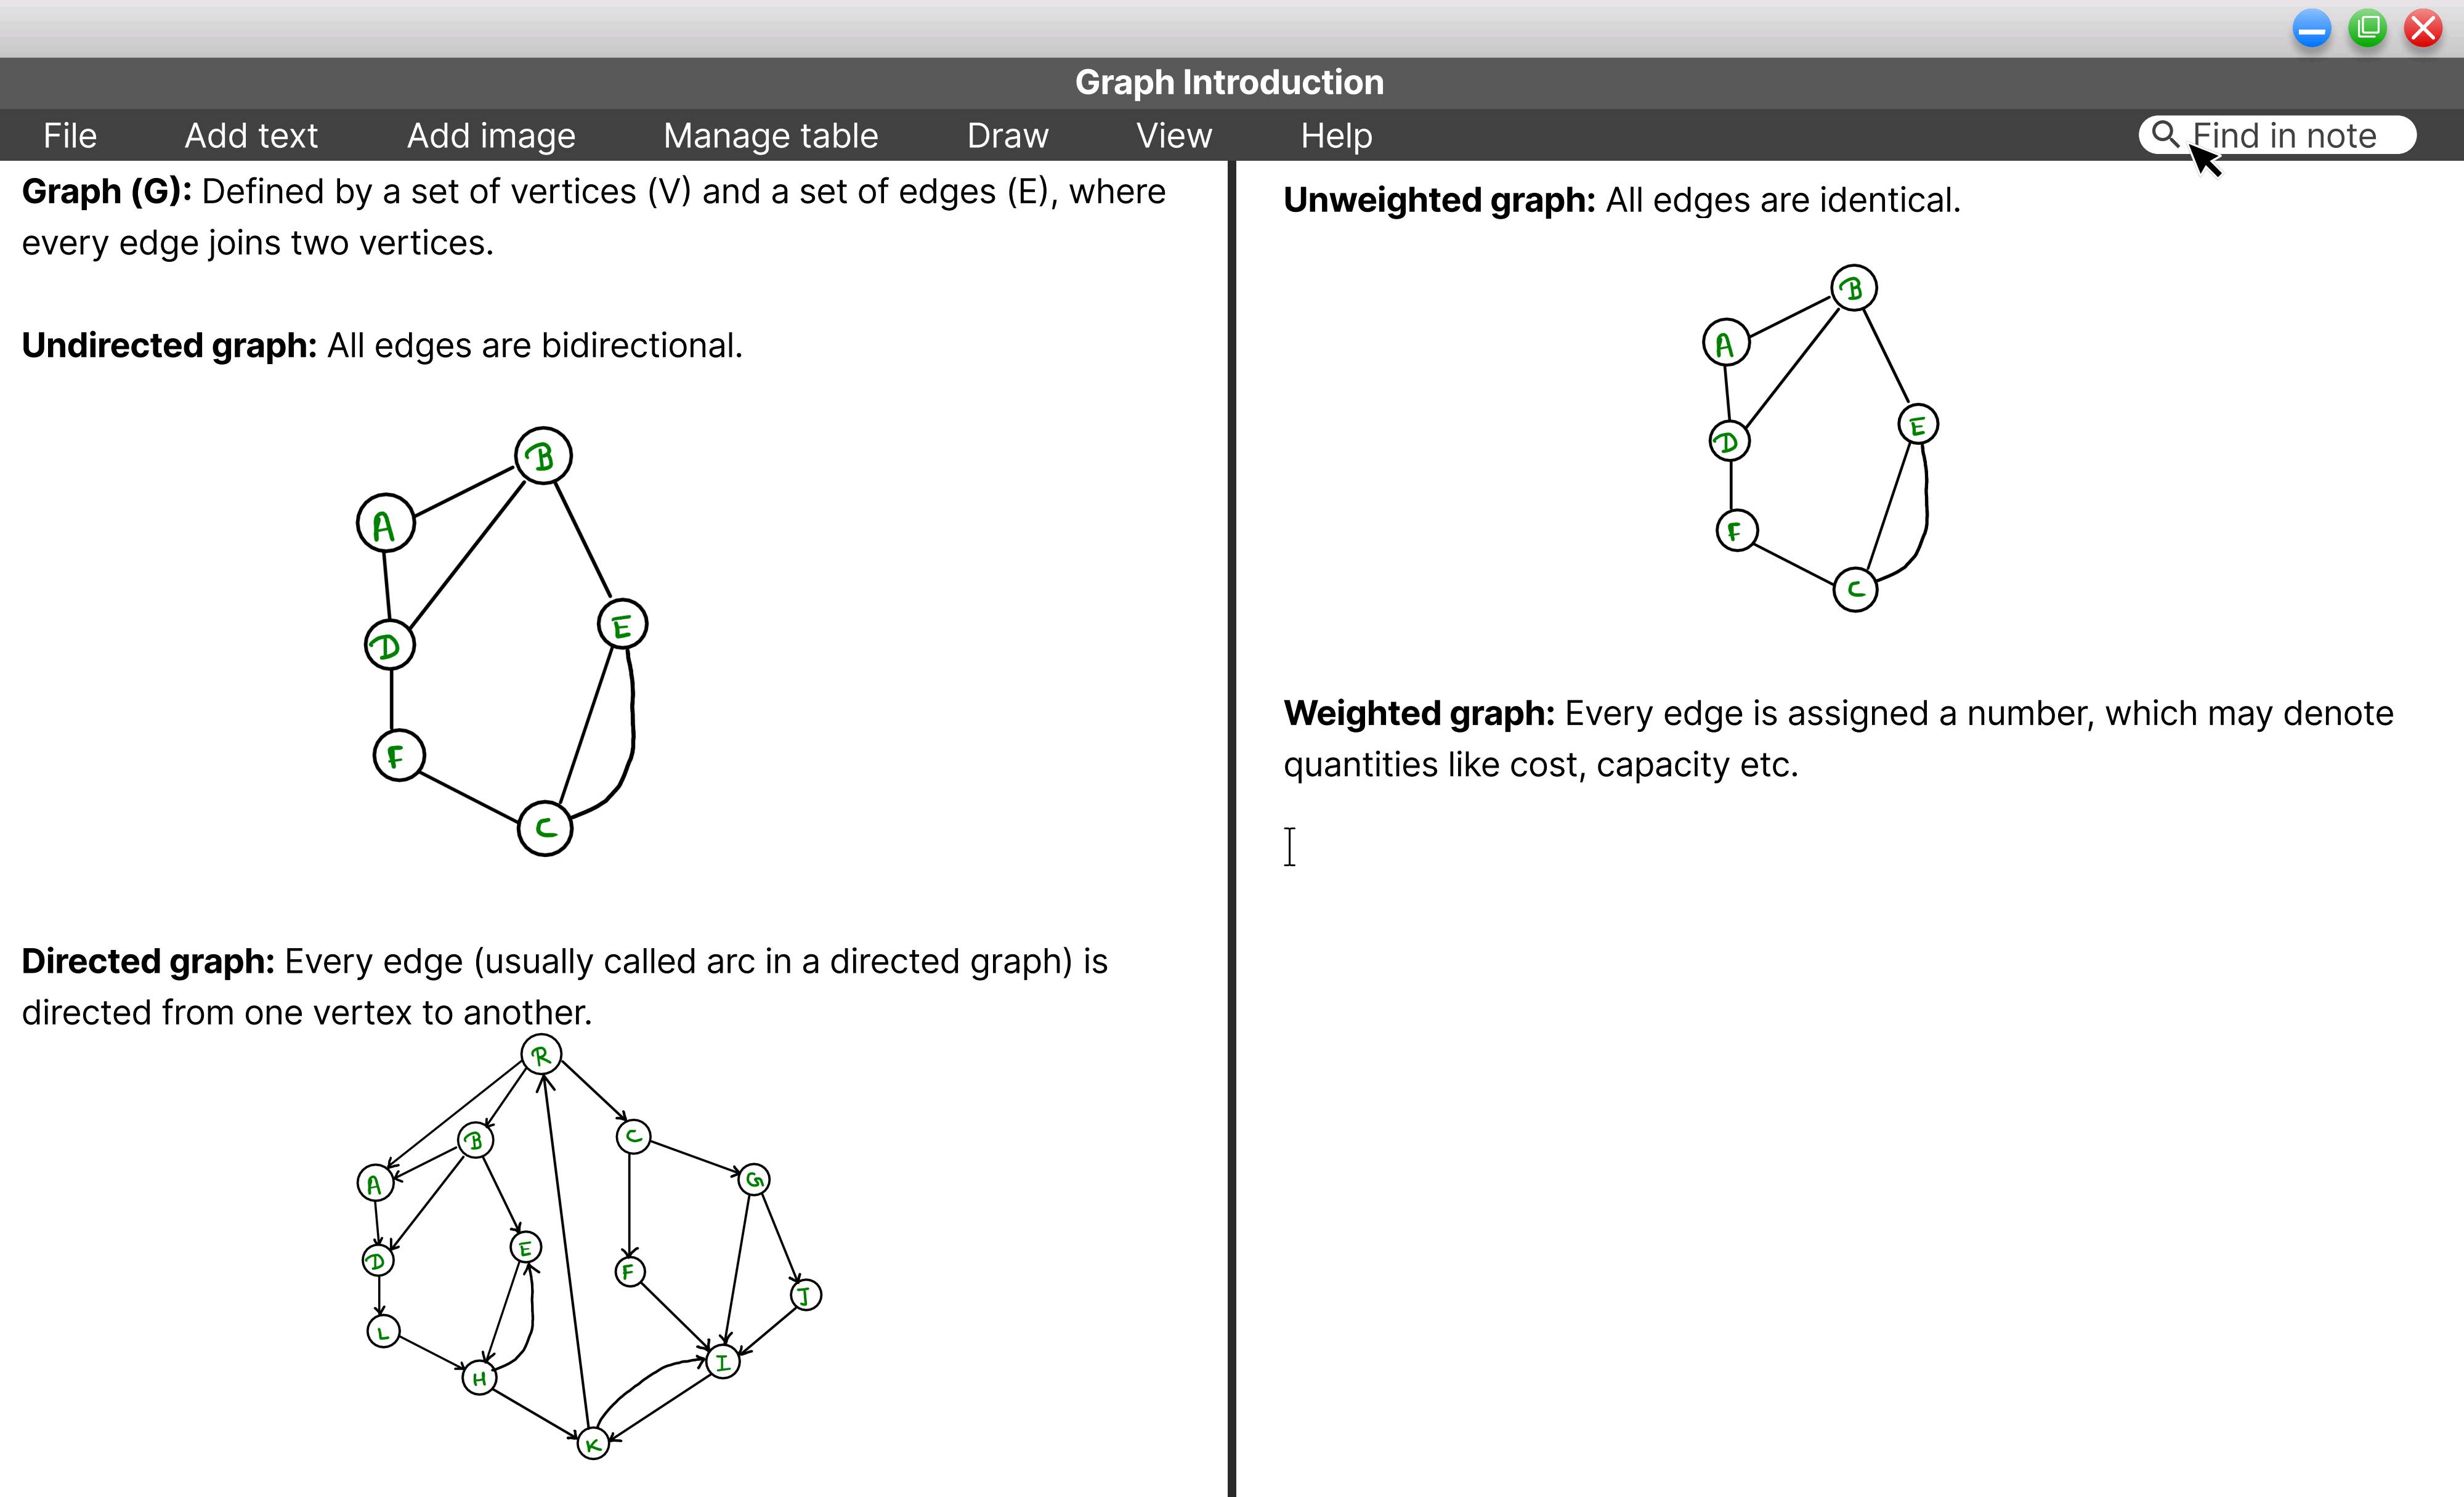 Graph Introduction
File Add text Add image Manage table Draw View Help Find in note
Graph (G): Defined by a set of vertices (V) and a set of edges (E), where
every edge joins two vertices.
Undirected graph: All edges are bidirectional.
B
A
E
D
F
C
Directed graph: Every edge (usually called arc in a directed graph) is
directed from one vertex to another.
R
B
C
A
G
D
E
F
J
L
I
H
K
Unweighted graph: All edges are identical.
B
A
E
D
F
C
Weighted graph: Every edge is assigned a number, which may denote
quantities like cost, capacity etc.